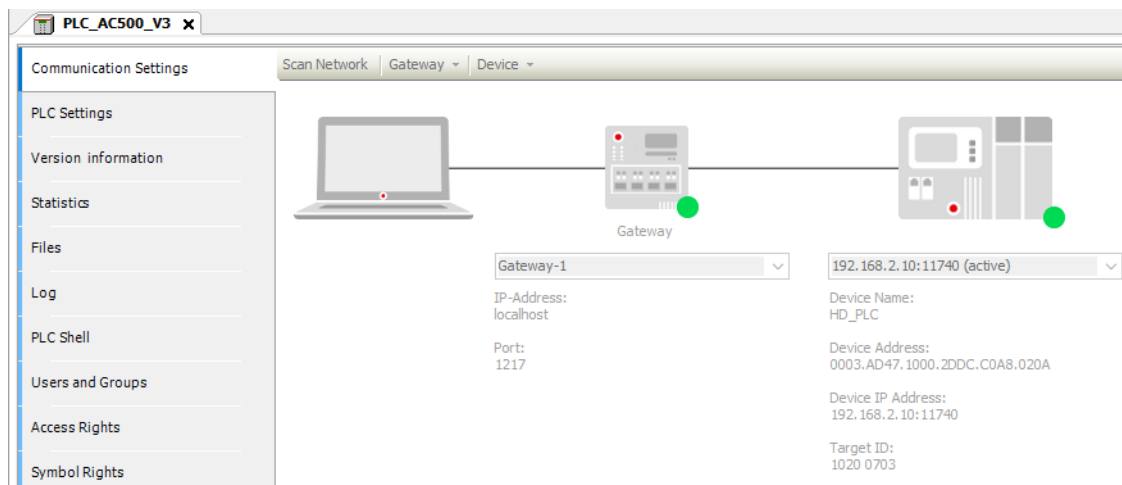 PLC_AC500_V3
Communication Settings
PLC Settings
Version information
Statistics
Files
Log
PLC Shell
Users and Groups
Access Rights
Symbol Rights
Scan Network Gateway Device
Gateway
Gateway-1
IP-Address:
localhost
Port:
1217
192.168.2.10:11740 (active)
Device Name:
HD_PLC
Device Address:
0003.AD47.1000.2DDC.C0A8.020A
Device IP Address:
192.168.2.10:11740
Target ID:
1020 0703